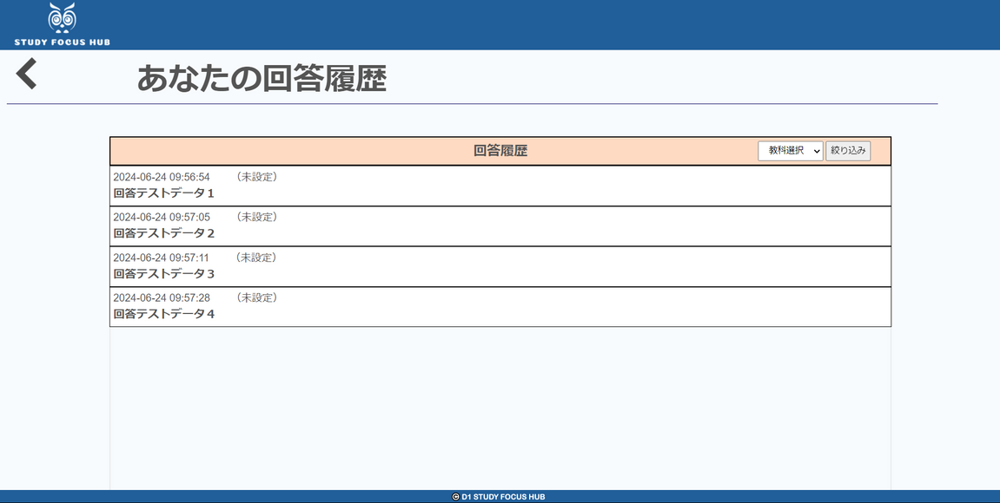 STUDY FOCUS HUB
あなたの回答履歴
回答履歴 教科選択 絞り込み
2024-06-24 09:56:54 （未設定）
回答テストデータ１
2024-06-24 09:57:05 （未設定）
回答テストデータ２
2024-06-24 09:57:11 （未設定）
回答テストデータ３
2024-06-24 09:57:28 （未設定）
回答テストデータ４
© D1 STUDY FOCUS HUB